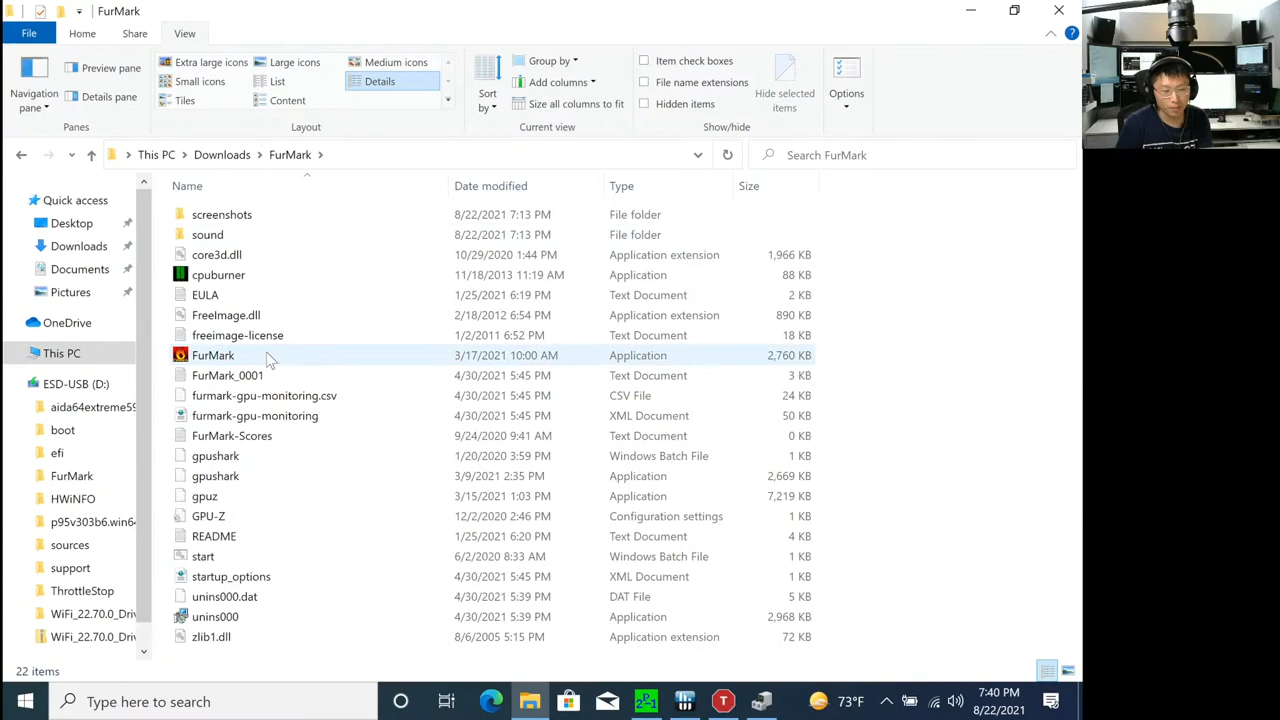 FurMark
File Home Share View
Navigation pane
Preview pane
Details pane
Panes
Extra large icons Large icons Medium icons
Small icons List Details
Tiles Content
Layout
Sort by
Group by
Add columns
Size all columns to fit
Current view
Item check boxes
File name extensions
Hidden items
Hide selected items
Show/hide
Options
This PC Downloads FurMark
Search FurMark
Quick access
Desktop
Downloads
Documents
Pictures
OneDrive
This PC
ESD-USB (D:)
aida64extreme59
boot
efi
FurMark
HWiNFO
p95v303b6.win64
sources
support
ThrottleStop
WiFi_22.70.0_Driv
WiFi_22.70.0_Driv
Name Date modified Type Size
screenshots 8/22/2021 7:13 PM File folder
sound 8/22/2021 7:13 PM File folder
core3d.dll 10/29/2020 1:44 PM Application extension 1,966 KB
cpuburner 11/18/2013 11:19 AM Application 88 KB
EULA 1/25/2021 6:19 PM Text Document 2 KB
FreeImage.dll 2/18/2012 6:54 PM Application extension 890 KB
freeimage-license 1/2/2011 6:52 PM Text Document 18 KB
FurMark 3/17/2021 10:00 AM Application 2,760 KB
FurMark_0001 4/30/2021 5:45 PM Text Document 3 KB
furmark-gpu-monitoring.csv 4/30/2021 5:45 PM CSV File 24 KB
furmark-gpu-monitoring 4/30/2021 5:45 PM XML Document 50 KB
FurMark-Scores 9/24/2020 9:41 AM Text Document 0 KB
gpushark 1/20/2020 3:59 PM Windows Batch File 1 KB
gpushark 3/9/2021 2:35 PM Application 2,669 KB
gpuz 3/15/2021 1:03 PM Application 7,219 KB
GPU-Z 12/2/2020 2:46 PM Configuration settings 1 KB
README 1/25/2021 6:20 PM Text Document 4 KB
start 6/2/2020 8:33 AM Windows Batch File 1 KB
startup_options 4/30/2021 5:45 PM XML Document 1 KB
unins000.dat 4/30/2021 5:39 PM DAT File 5 KB
unins000 4/30/2021 5:39 PM Application 2,968 KB
zlib1.dll 8/6/2005 5:15 PM Application extension 72 KB
22 items
Type here to search
73°F
7:40 PM
8/22/2021